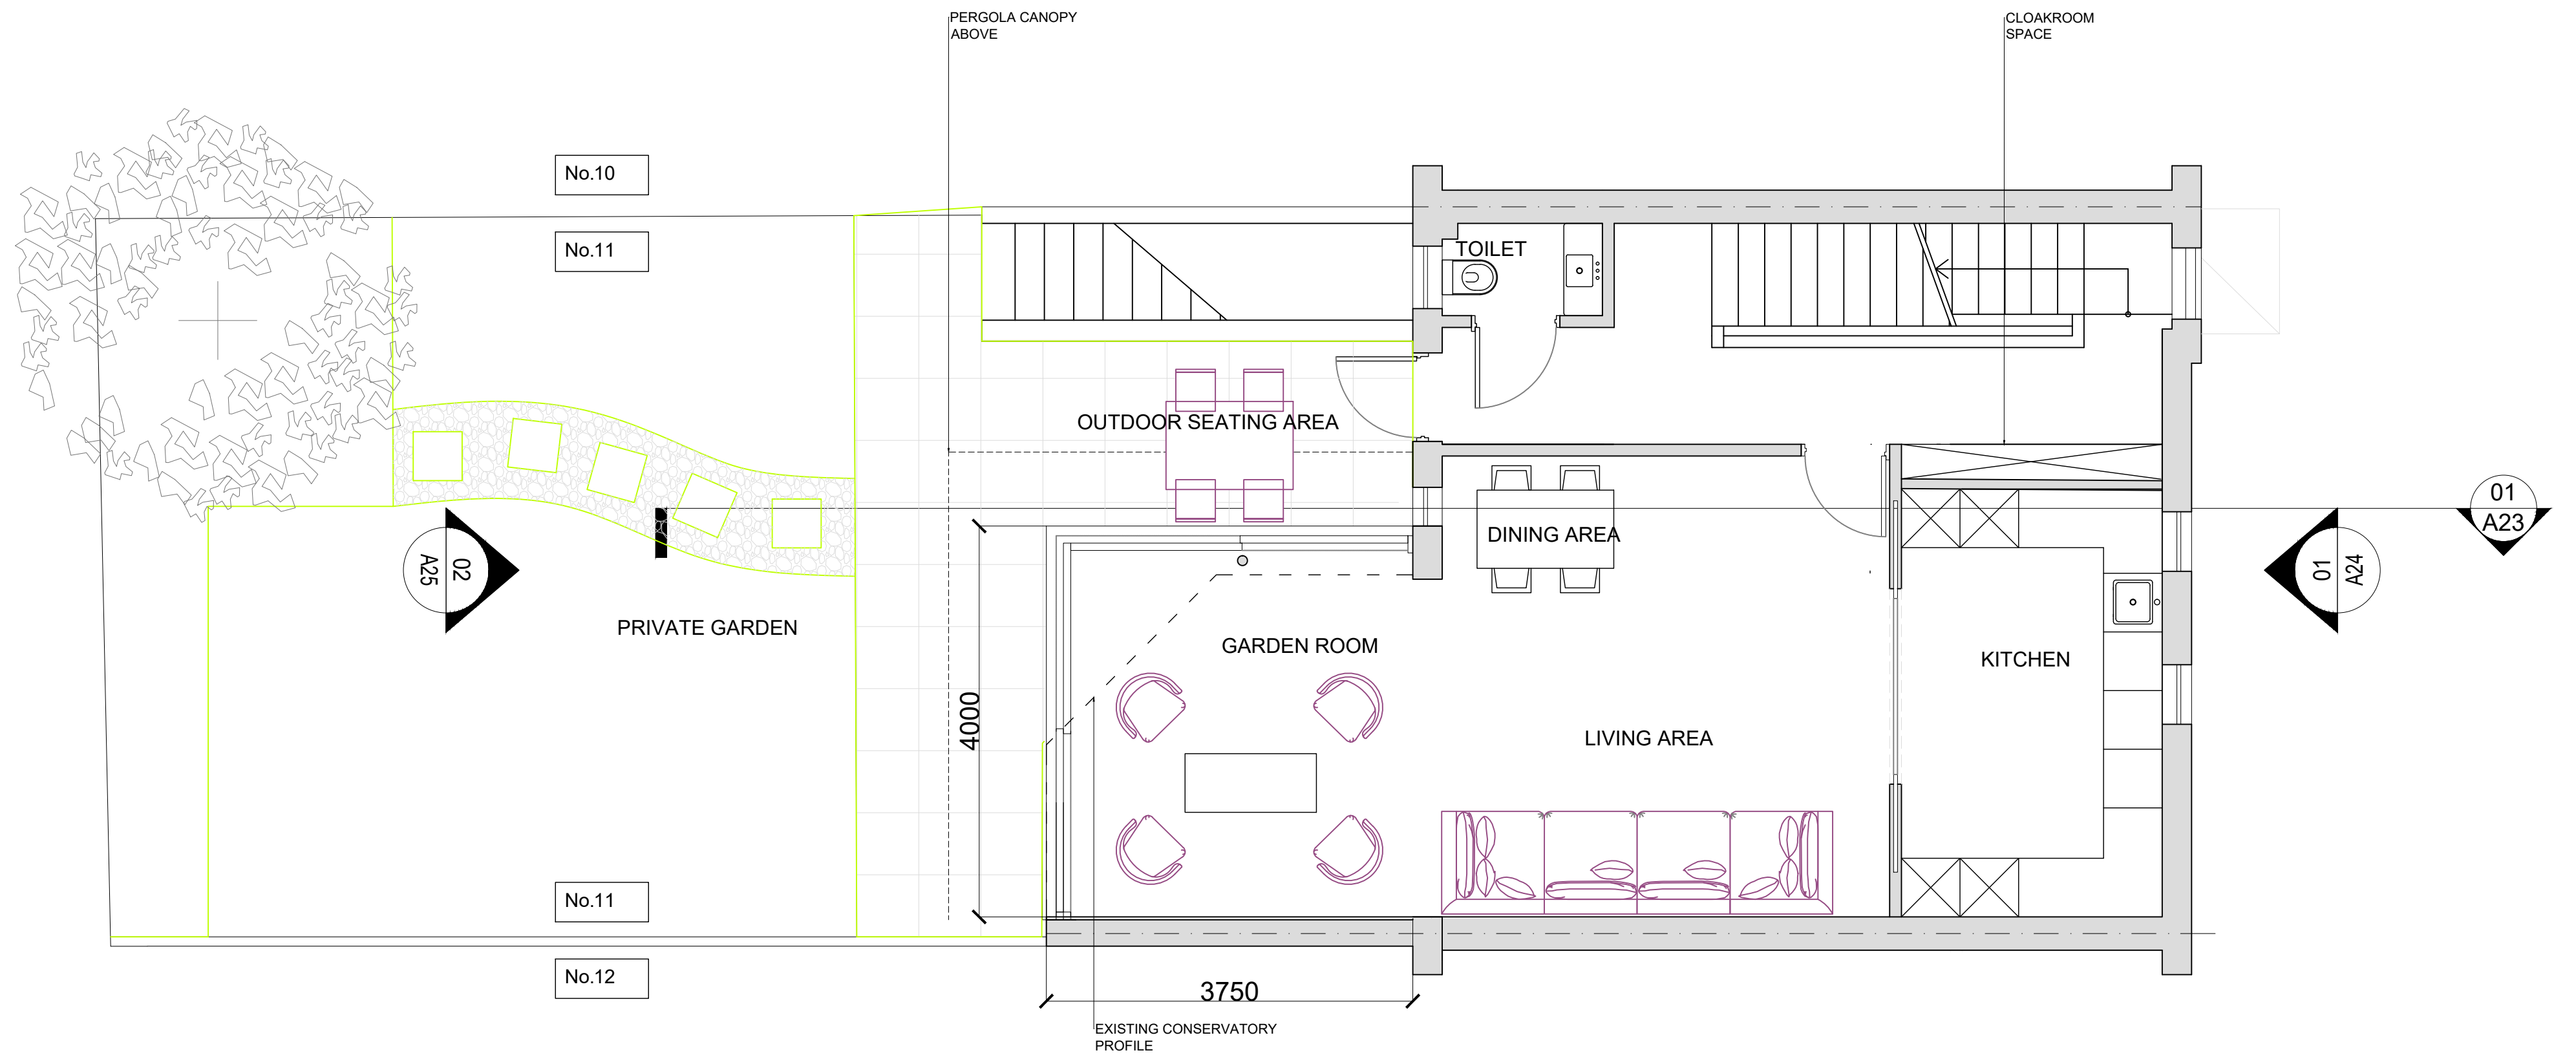 PERGOLA CANOPY
ABOVE
CLOAKROOM
SPACE
No.10
No.11
TOILET
OUTDOOR SEATING AREA
DINING AREA
01
A23
02
A25
01
A24
PRIVATE GARDEN
GARDEN ROOM
KITCHEN
4000
LIVING AREA
No.11
No.12
3750
EXISTING CONSERVATORY
PROFILE